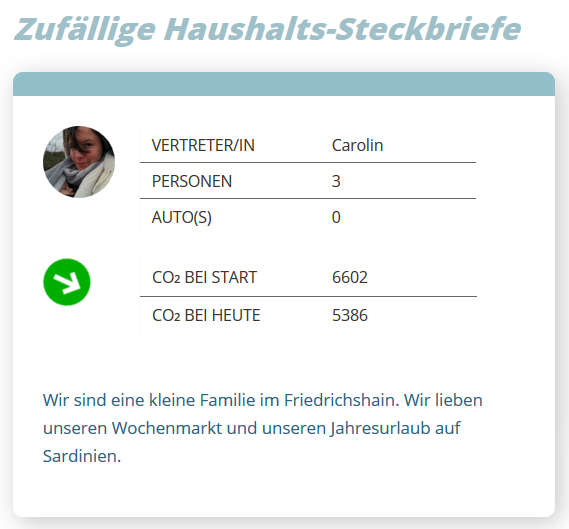 Zufällige Haushalts-Steckbriefe
VERTRETER/IN Carolin
PERSONEN 3
AUTO(S) 0
CO₂ BEI START 6602
CO₂ BEI HEUTE 5386
Wir sind eine kleine Familie im Friedrichshain. Wir lieben
unseren Wochenmarkt und unseren Jahresurlaub auf
Sardinien.